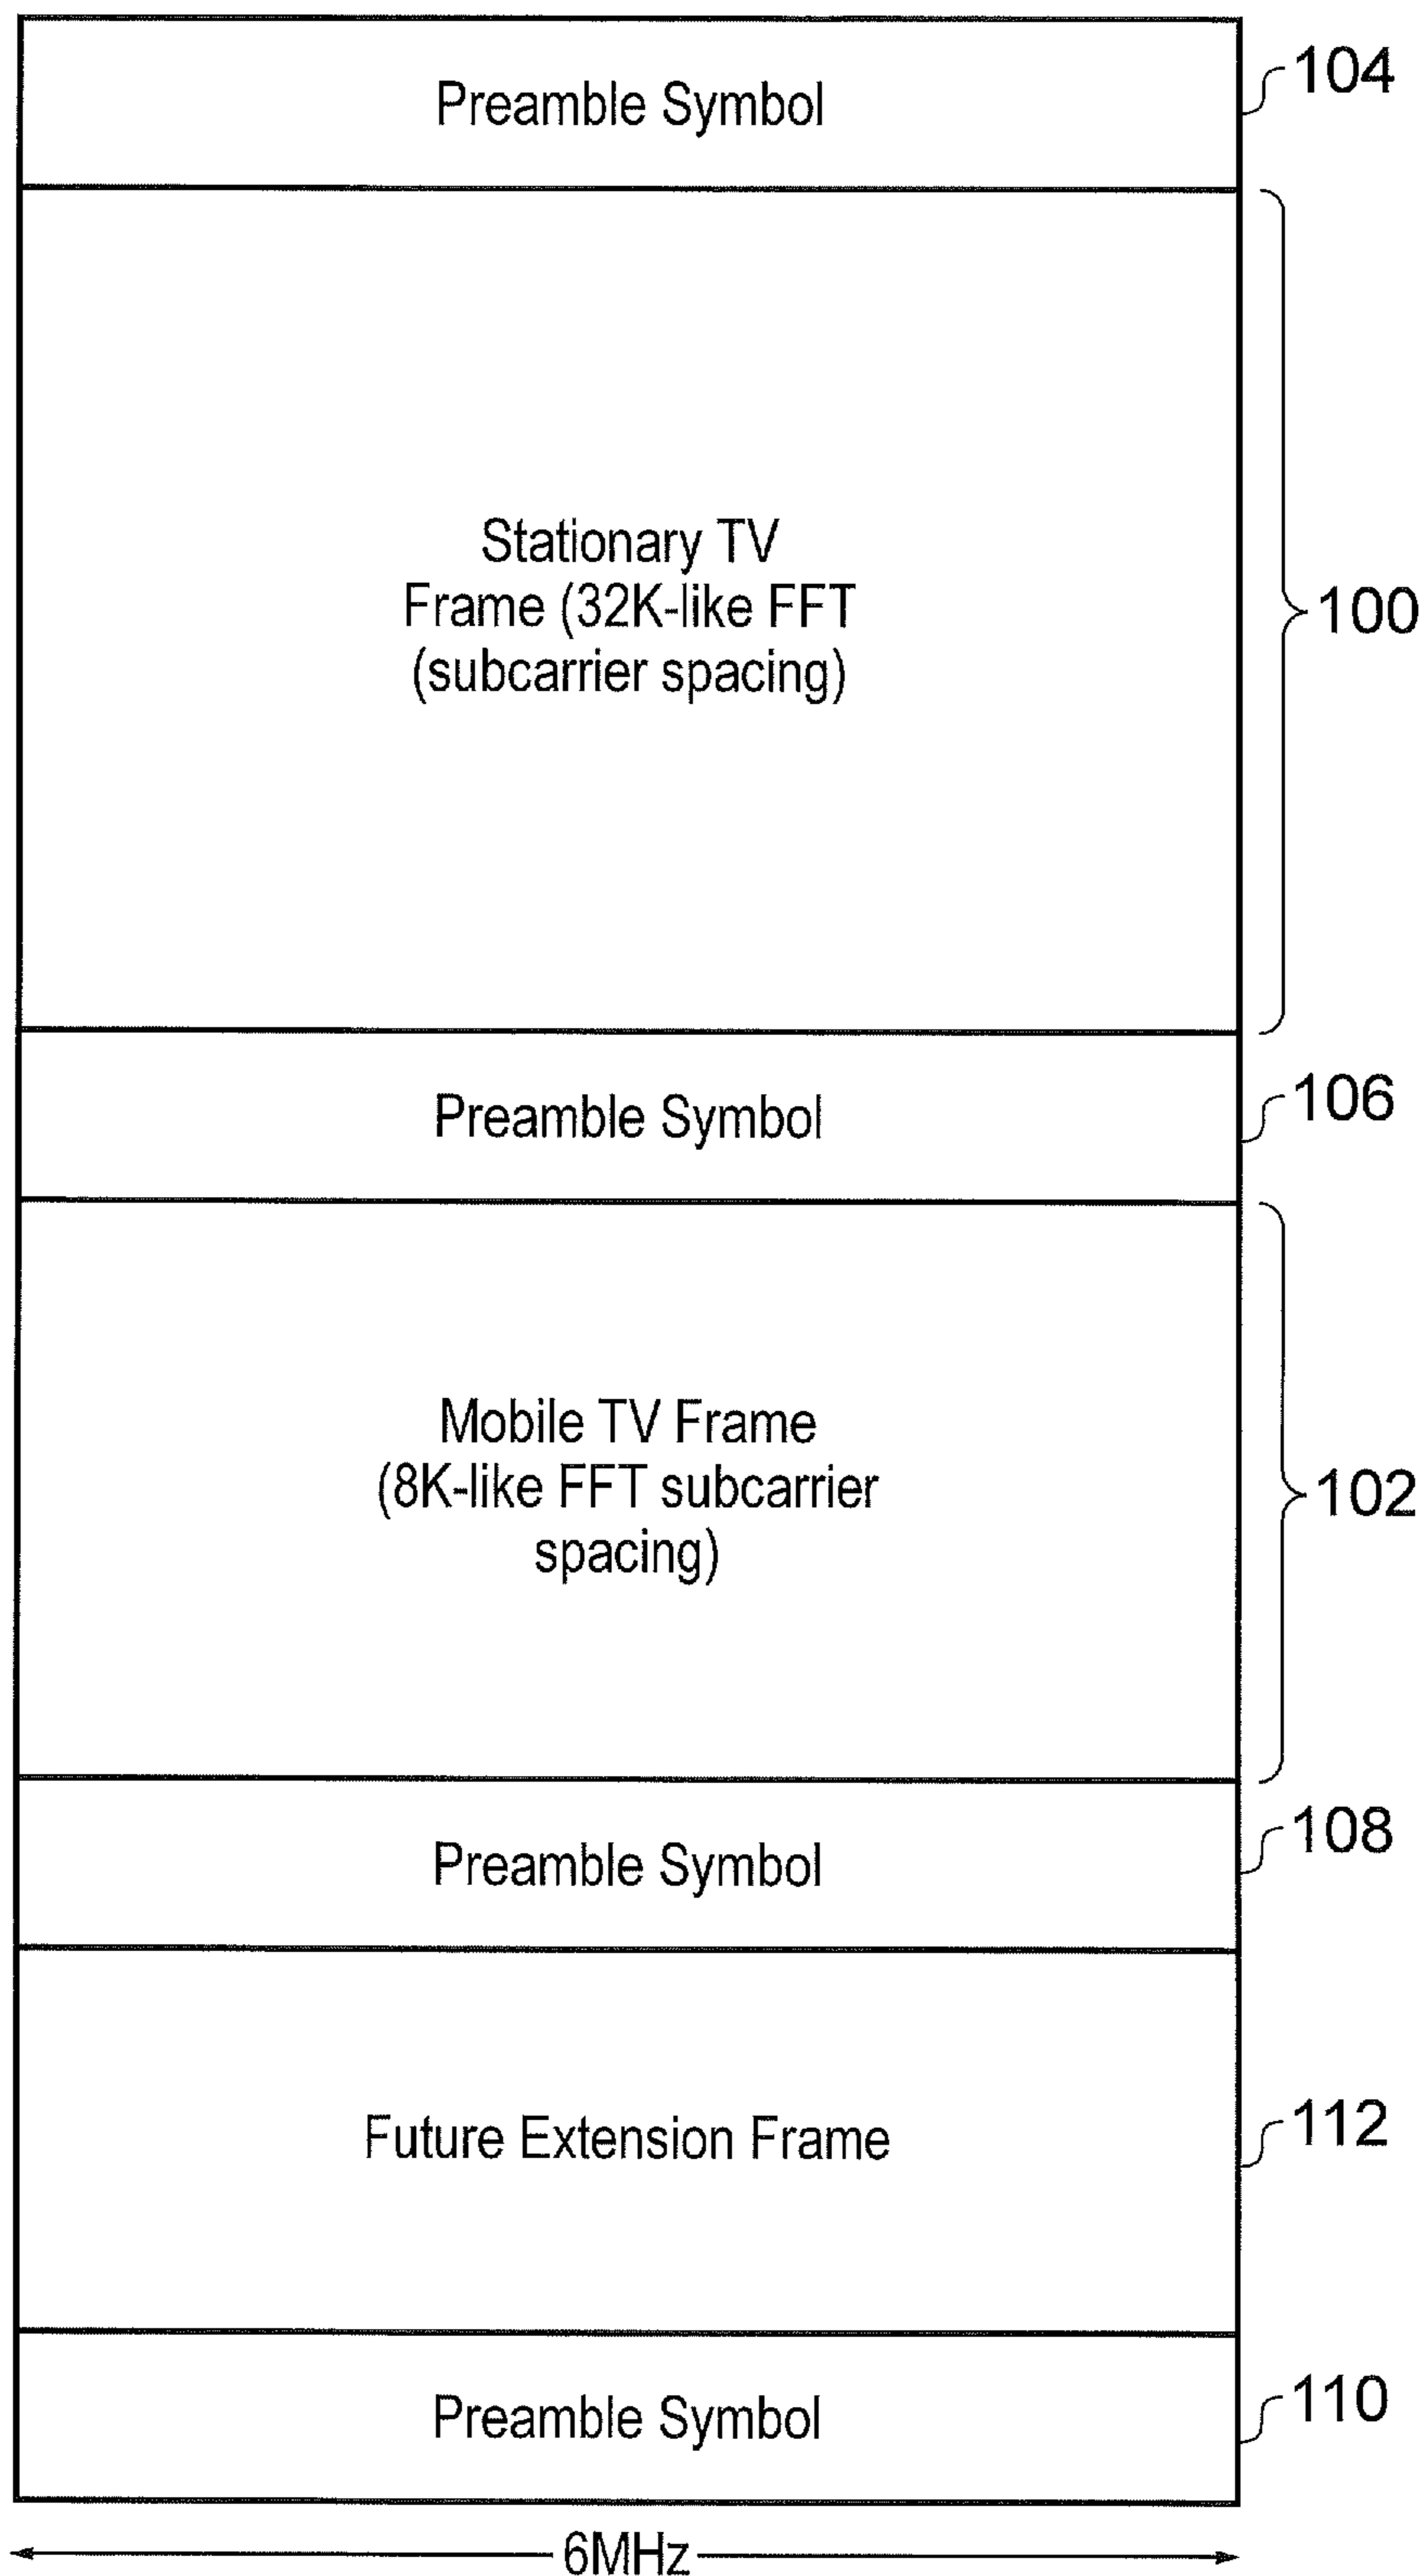 Preamble Symbol
104
Stationary TV
Frame (32K-like FFT
(subcarrier spacing)
100
Preamble Symbol
106
Mobile TV Frame
(8K-like FFT subcarrier
spacing)
102
Preamble Symbol
108
Future Extension Frame
112
Preamble Symbol
110
6MHz